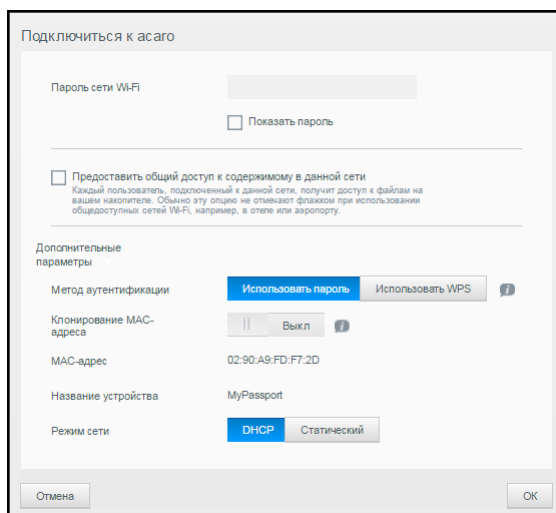 Подключиться к acaro
Пароль сети Wi-Fi
Показать пароль
Предоставить общий доступ к содержимому в данной сети
Каждый пользователь, подключенный к данной сети, получит доступ к файлам на
вашем накопителе. Обычно эту опцию не отмечают флажком при использовании
общедоступных сетей Wi-Fi, например, в отеле или аэропорту.
Дополнительные
параметры
Метод аутентификации
Использовать пароль
Использовать WPS
Клонирование MAC-
адреса
Выкл
MAC-адрес
02:90:A9:FD:F7:2D
Название устройства
MyPassport
Режим сети
DHCP
Статический
Отмена
ОК